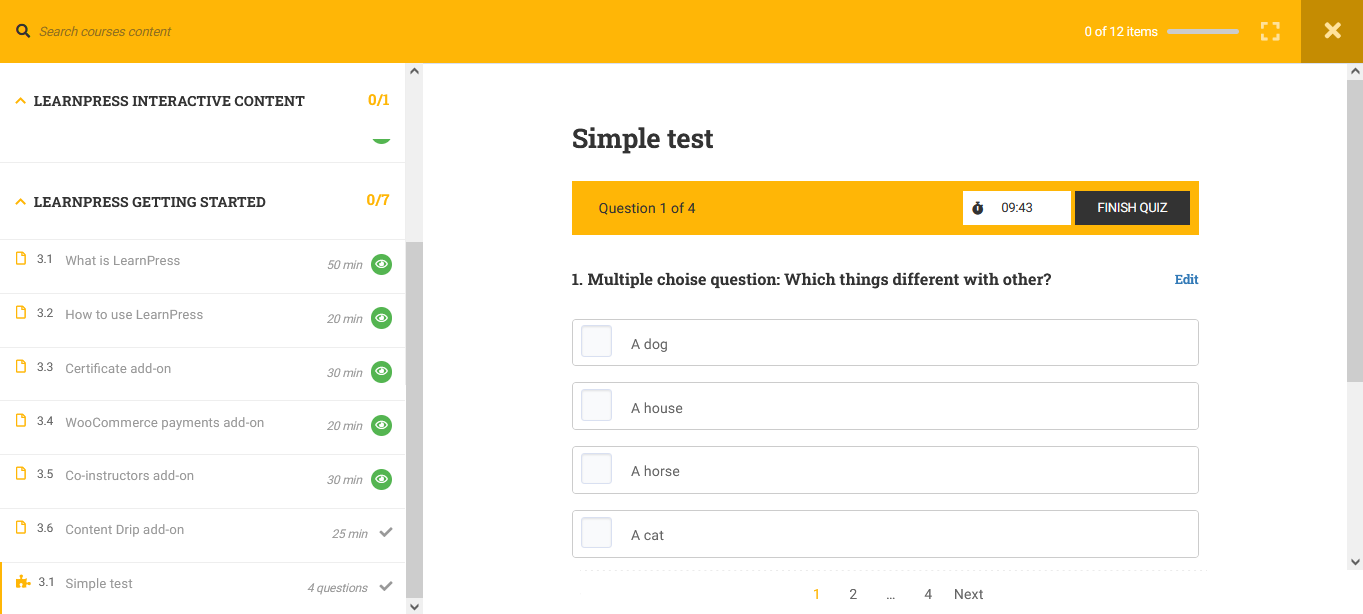 Search courses content
0 of 12 items
LEARNPRESS INTERACTIVE CONTENT 0/1
LEARNPRESS GETTING STARTED 0/7
3.1 What is LearnPress 50 min
3.2 How to use LearnPress 20 min
3.3 Certificate add-on 30 min
3.4 WooCommerce payments add-on 20 min
3.5 Co-instructors add-on 30 min
3.6 Content Drip add-on 25 min
3.1 Simple test 4 questions
Simple test
Question 1 of 4 09:43 FINISH QUIZ
1. Multiple choise question: Which things different with other? Edit
A dog
A house
A horse
A cat
1 2 ... 4 Next